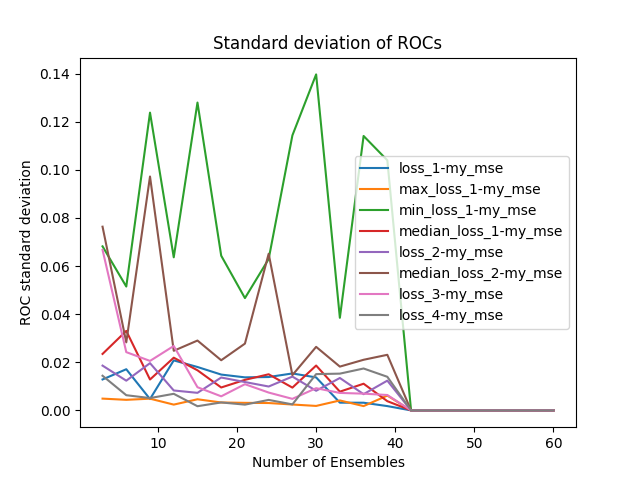 Standard deviation of ROCs
0.14
0.12
0.10
0.08
0.06
0.04
0.02
0.00
ROC standard deviation
loss_1-my_mse
max_loss_1-my_mse
min_loss_1-my_mse
median_loss_1-my_mse
loss_2-my_mse
median_loss_2-my_mse
loss_3-my_mse
loss_4-my_mse
10 20 30 40 50 60
Number of Ensembles